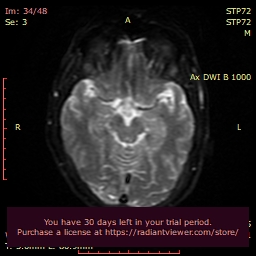 Im: 34/48
Se: 3
A
STP72
STP72
M
Ax DWI B 1000
R
L
You have 30 days left in your trial period.
Purchase a license at https://radiantviewer.com/store/